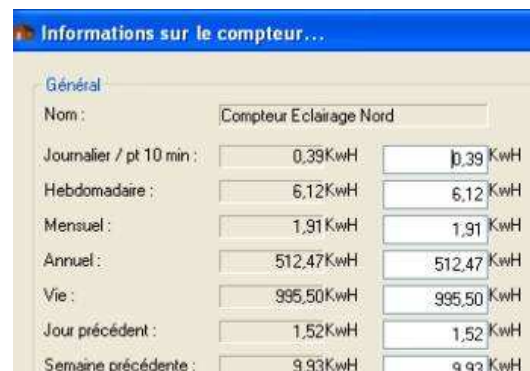 Informations sur le compteur...
Général
Nom : Compteur Eclairage Nord
Journalier / pt 10 min : 0,39KwH 0,39 KwH
Hebdomadaire : 6,12KwH 6,12 KwH
Mensuel : 1,91KwH 1,91 KwH
Annuel : 512,47KwH 512,47 KwH
Vie : 995,50KwH 995,50 KwH
Jour précédent : 1,52KwH 1,52 KwH
Semaine précédente : 9,93KwH 9,93 KwH